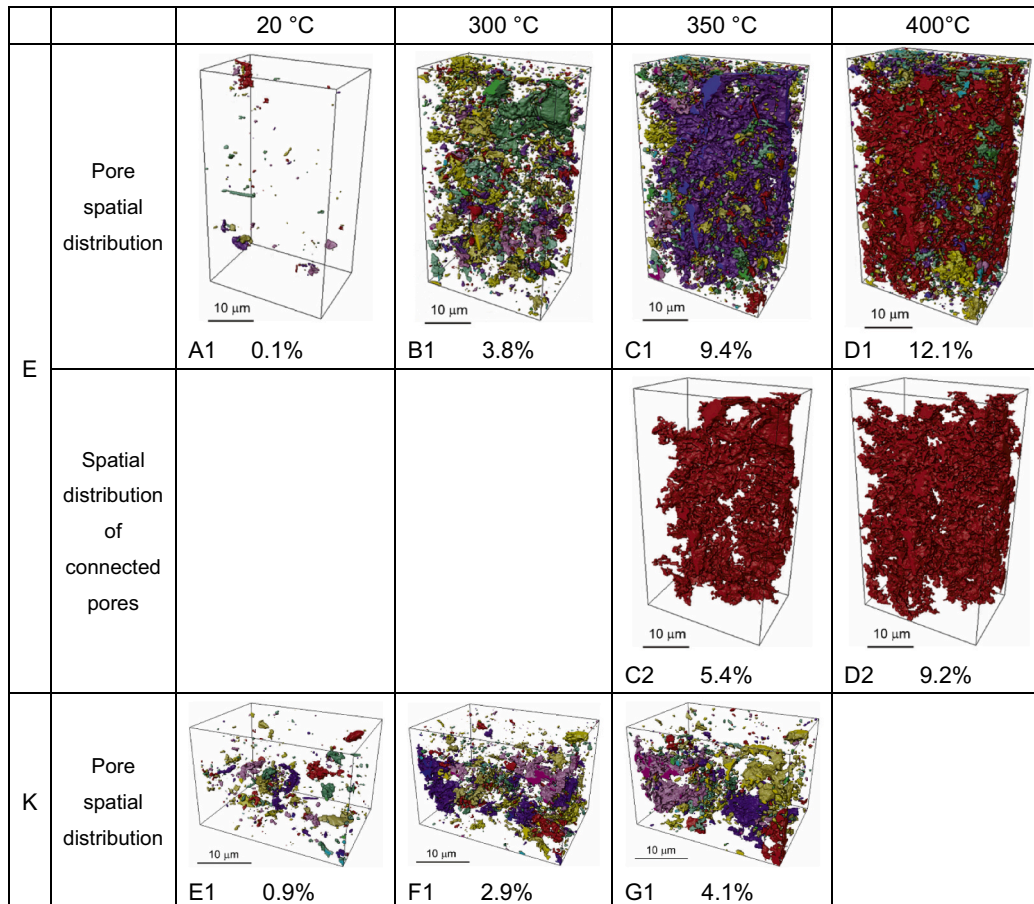 20 °C
300 °C
350 °C
400°C
E
Pore
spatial
distribution
10 μm
A1 0.1%
10 μm
B1 3.8%
10 μm
C1 9.4%
10 μm
D1 12.1%
Spatial
distribution
of
connected
pores
10 μm
C2 5.4%
10 μm
D2 9.2%
K
Pore
spatial
distribution
10 μm
E1 0.9%
10 μm
F1 2.9%
10 μm
G1 4.1%